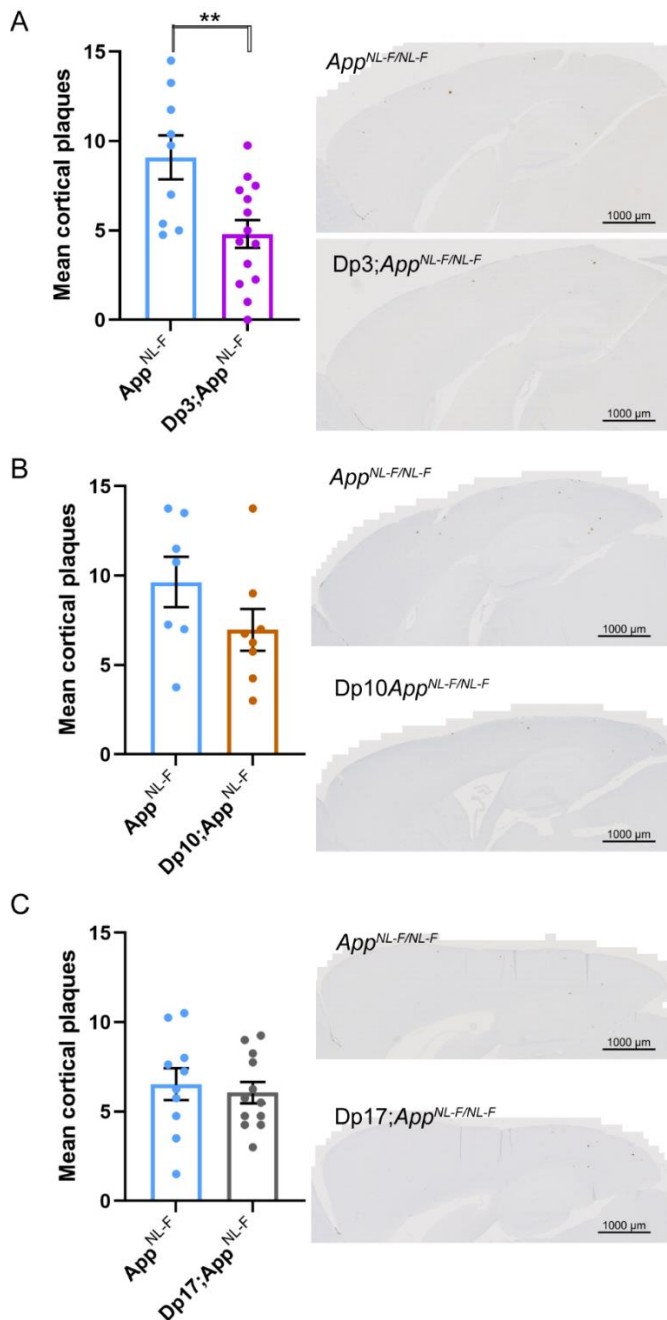 A
**
15
10
5
0
Mean cortical plaques
App^NL-F
Dp3;App^NL-F
App^NL-F/NL-F
1000 µm
Dp3;App^NL-F/NL-F
1000 µm
B
15
10
5
0
Mean cortical plaques
App^NL-F
Dp10;App^NL-F
App^NL-F/NL-F
1000 µm
Dp10App^NL-F/NL-F
1000 µm
C
15
10
5
0
Mean cortical plaques
App^NL-F
Dp17;App^NL-F
App^NL-F/NL-F
1000 µm
Dp17;App^NL-F/NL-F
1000 µm